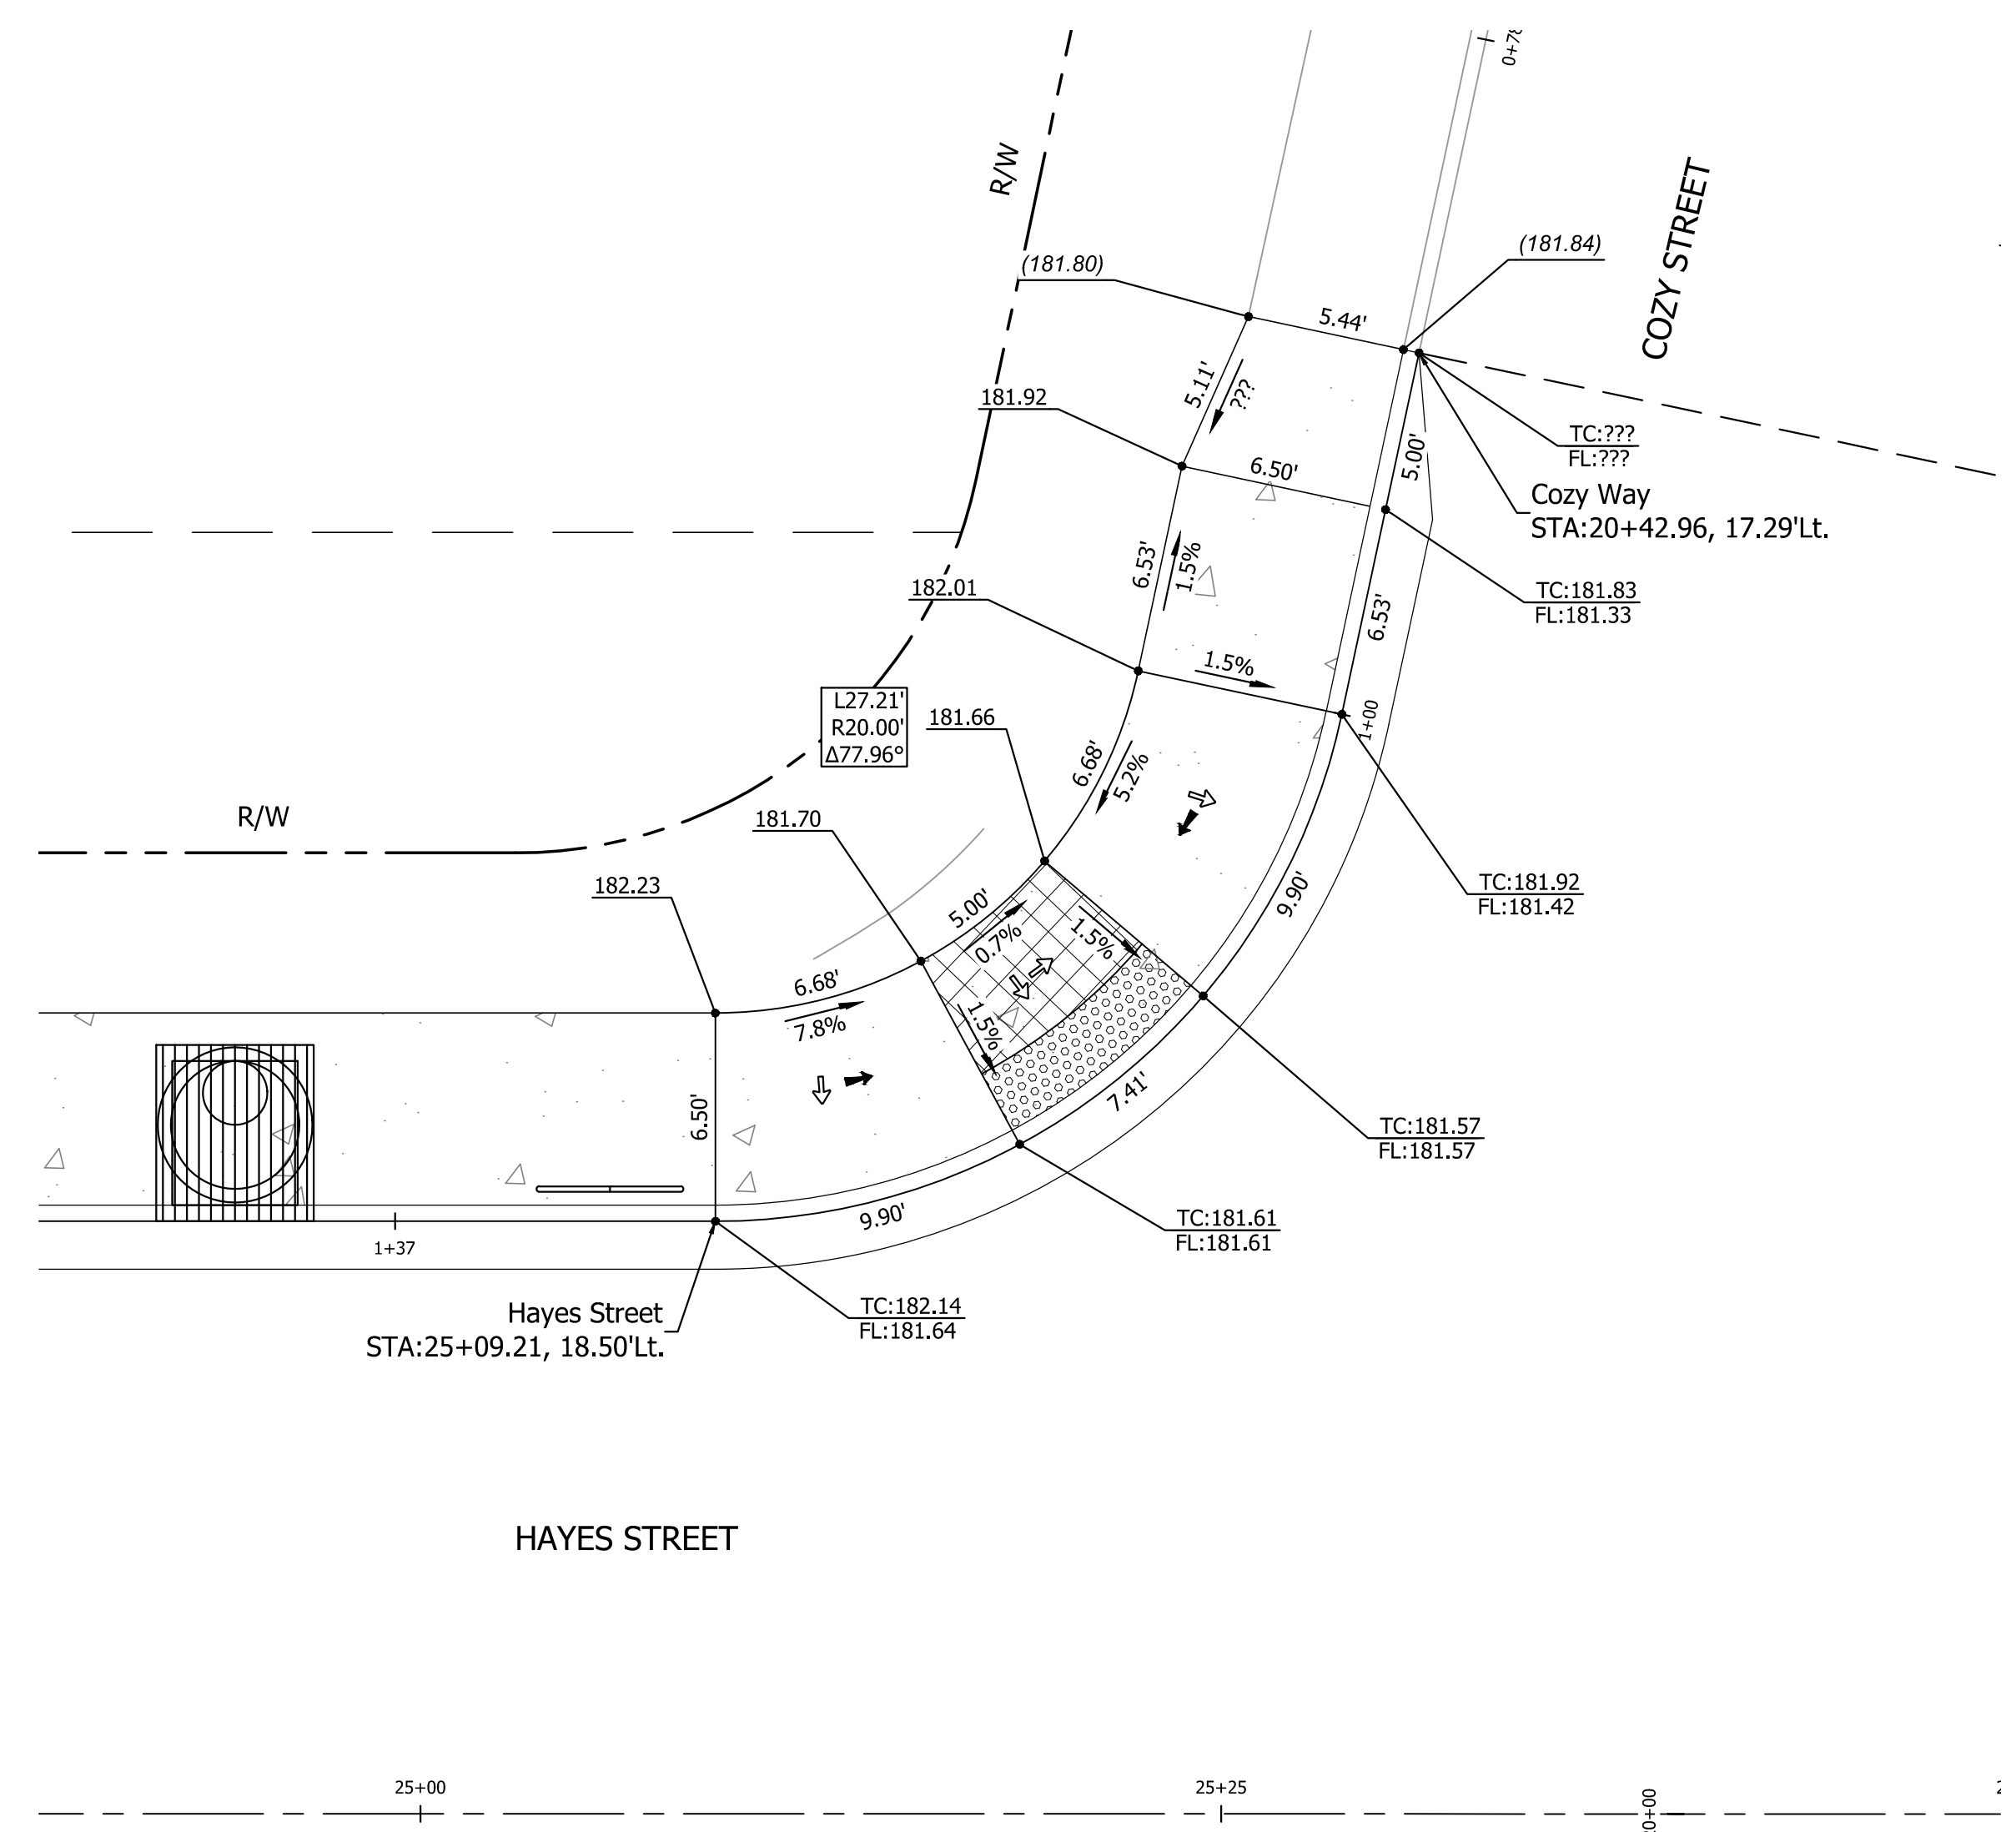 0+78
R/W
COZY STREET
(181.84)
(181.80)
5.44'
5.11'
???
181.92
TC:???
FL:???
5.00'
6.50'
Cozy Way
STA:20+42.96, 17.29'Lt.
6.53'
1.5%
182.01
TC:181.83
FL:181.33
6.53'
1.5%
L27.21'
R20.00'
Δ77.96°
181.66
1+00
6.68'
5.2%
R/W
181.70
182.23
TC:181.92
FL:181.42
9.90'
5.00'
0.7%
1.5%
6.68'
7.8%
1.5%
6.50'
7.41'
TC:181.57
FL:181.57
9.90'
TC:181.61
FL:181.61
1+37
Hayes Street
STA:25+09.21, 18.50'Lt.
TC:182.14
FL:181.64
HAYES STREET
25+00
25+25